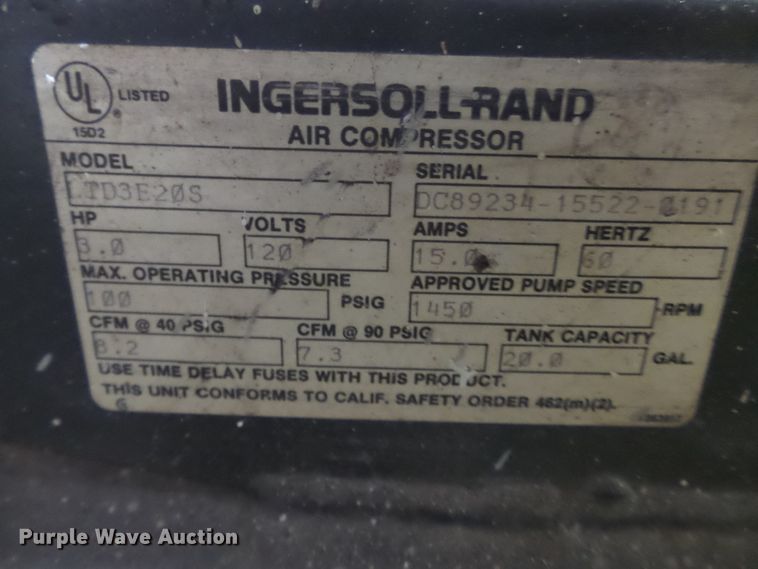 UL LISTED
15D2
INGERSOLL-RAND
AIR COMPRESSOR
MODEL SERIAL
TD3E20S DC89234-15522-0191
HP VOLTS AMPS HERTZ
3.0 120 15.0 60
MAX. OPERATING PRESSURE APPROVED PUMP SPEED
100 PSIG 1450 RPM
CFM @ 40 PSIG CFM @ 90 PSIG TANK CAPACITY
8.2 7.3 20.0 GAL.
USE TIME DELAY FUSES WITH THIS PRODUCT.
THIS UNIT CONFORMS TO CALIF. SAFETY ORDER 462(m)(2).
G
Purple Wave Auction